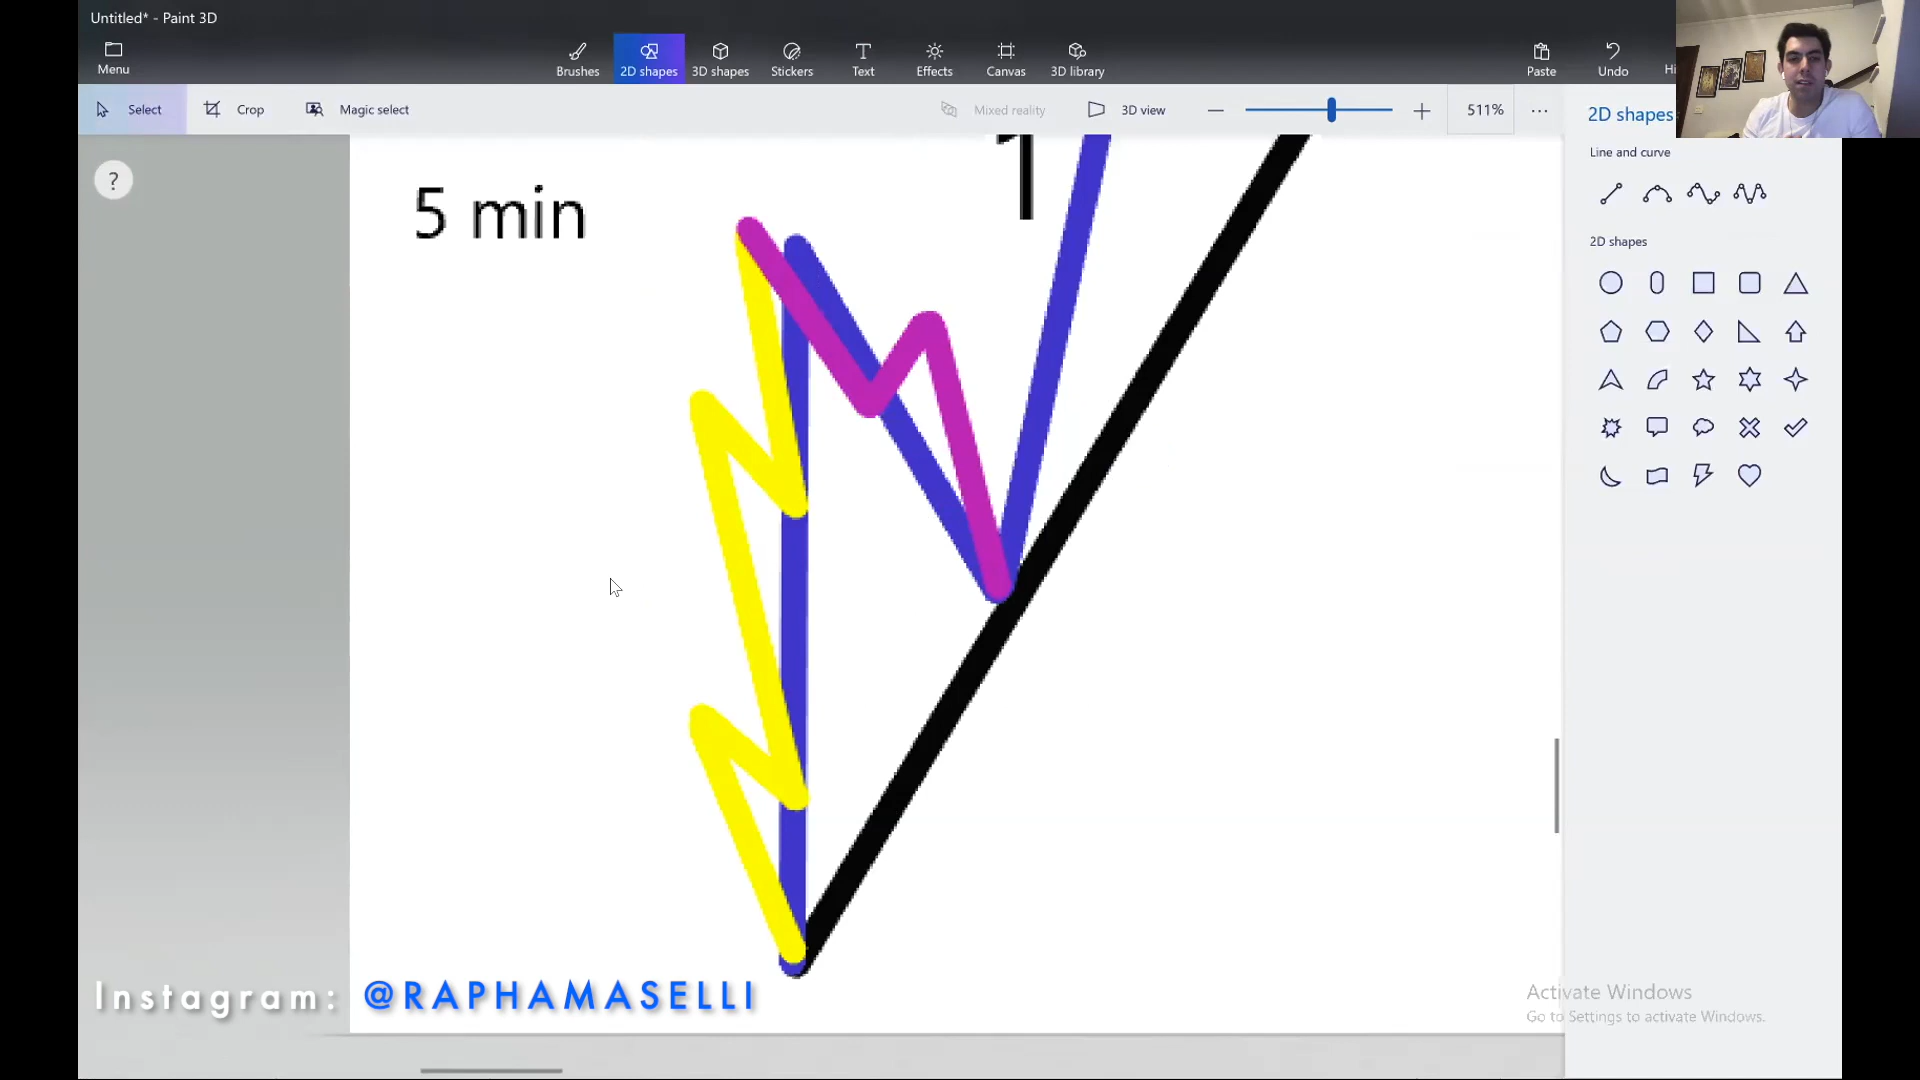 Untitled* - Paint 3D
Menu
Brushes
2D shapes
3D shapes
Stickers
Text
Effects
Canvas
3D library
Paste
Undo
Select
Crop
Magic select
Mixed reality
3D view
511%
2D shapes
Line and curve
2D shapes
?
5 min
1
Instagram: @RAPHAMASELLI
Activate Windows
Go to Settings to activate Windows.